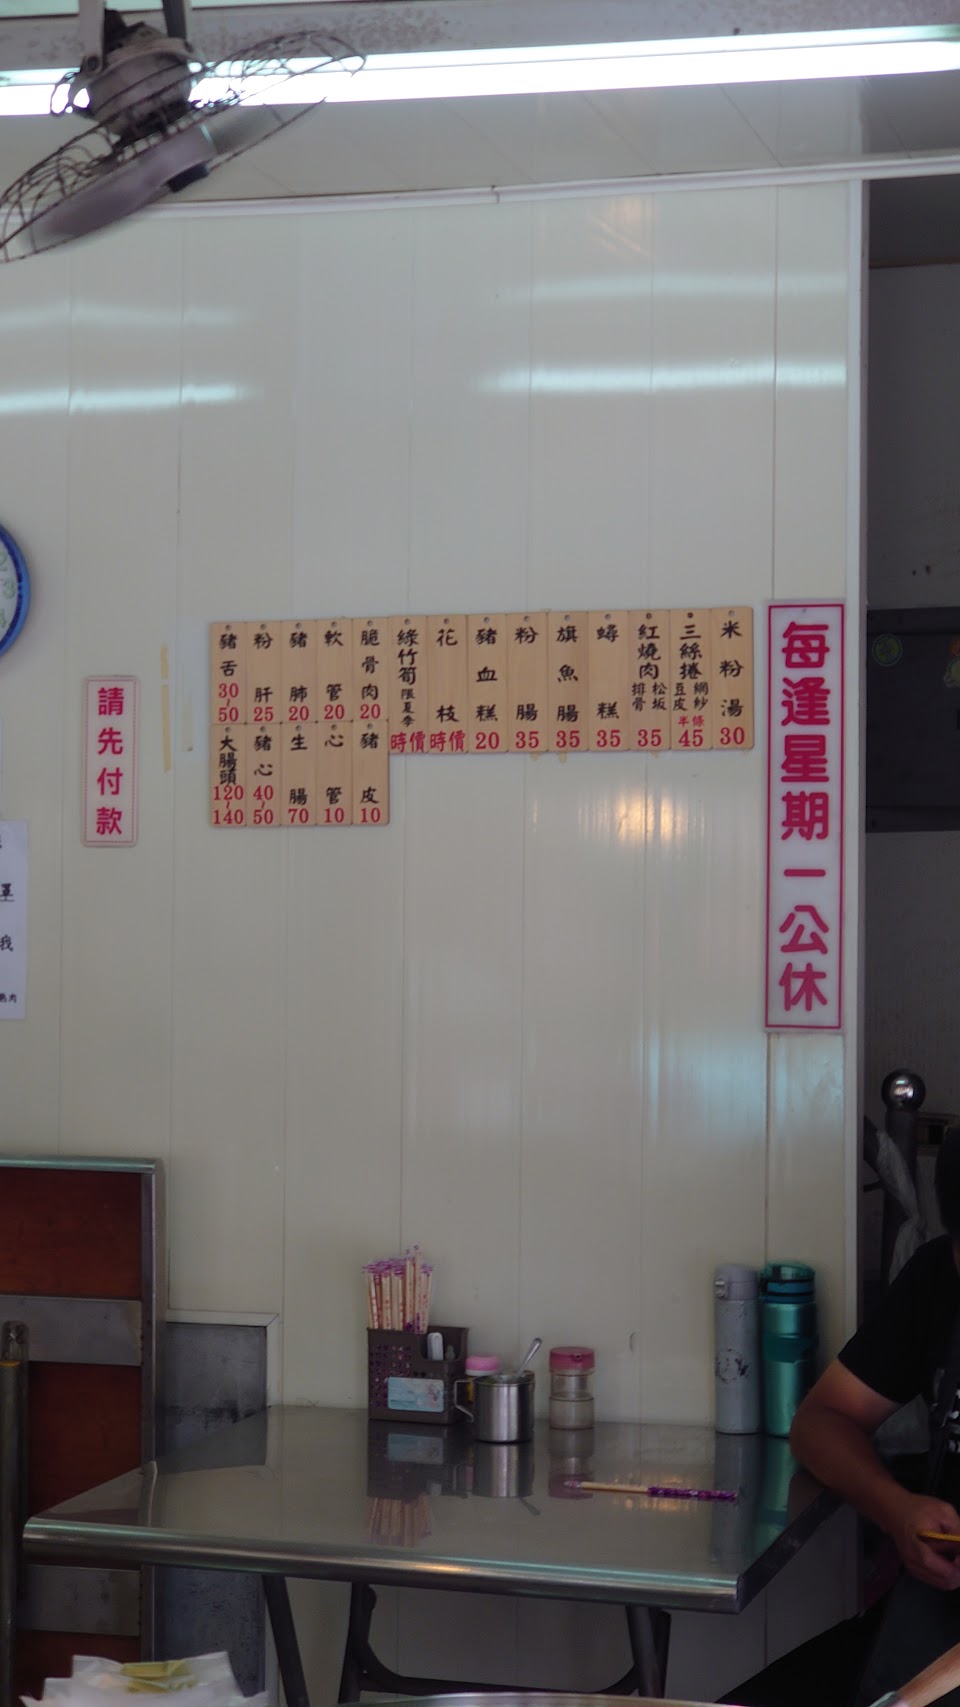 每逢星期一公休
米粉湯 30
三絲捲 網紗 豆皮 半條 45
紅燒肉 松坂 排骨 35
蟳糕 35
旗魚腸 35
粉腸 35
豬血糕 20
花枝 時價
綠竹筍 限夏季 時價
脆骨肉 20
軟管 20
豬肺 20
粉肝 25
豬舌 30~50
豬皮 10
心管 10
生腸 70
豬心 40~50
大腸頭 120~140
請先付款
我